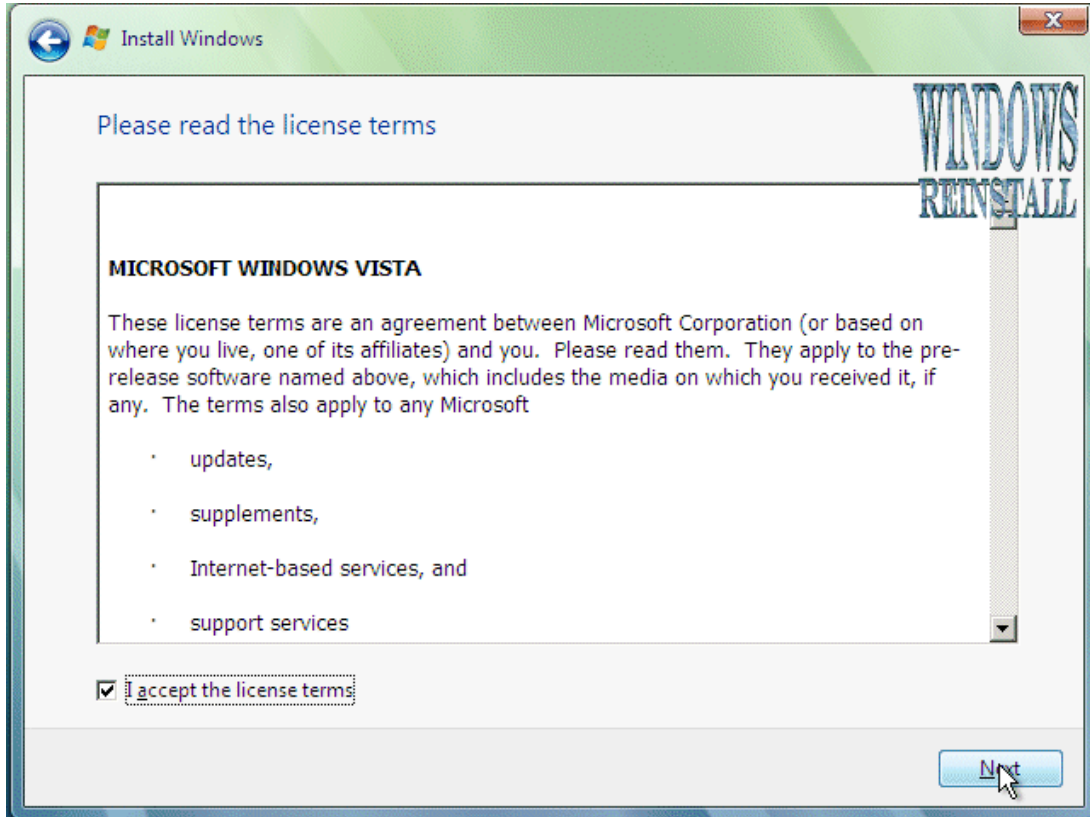 Install Windows
WINDOWS
REINSTALL
Please read the license terms
MICROSOFT WINDOWS VISTA
These license terms are an agreement between Microsoft Corporation (or based on
where you live, one of its affiliates) and you.  Please read them.  They apply to the pre-
release software named above, which includes the media on which you received it, if
any.  The terms also apply to any Microsoft
· updates,
· supplements,
· Internet-based services, and
· support services
I accept the license terms
Next